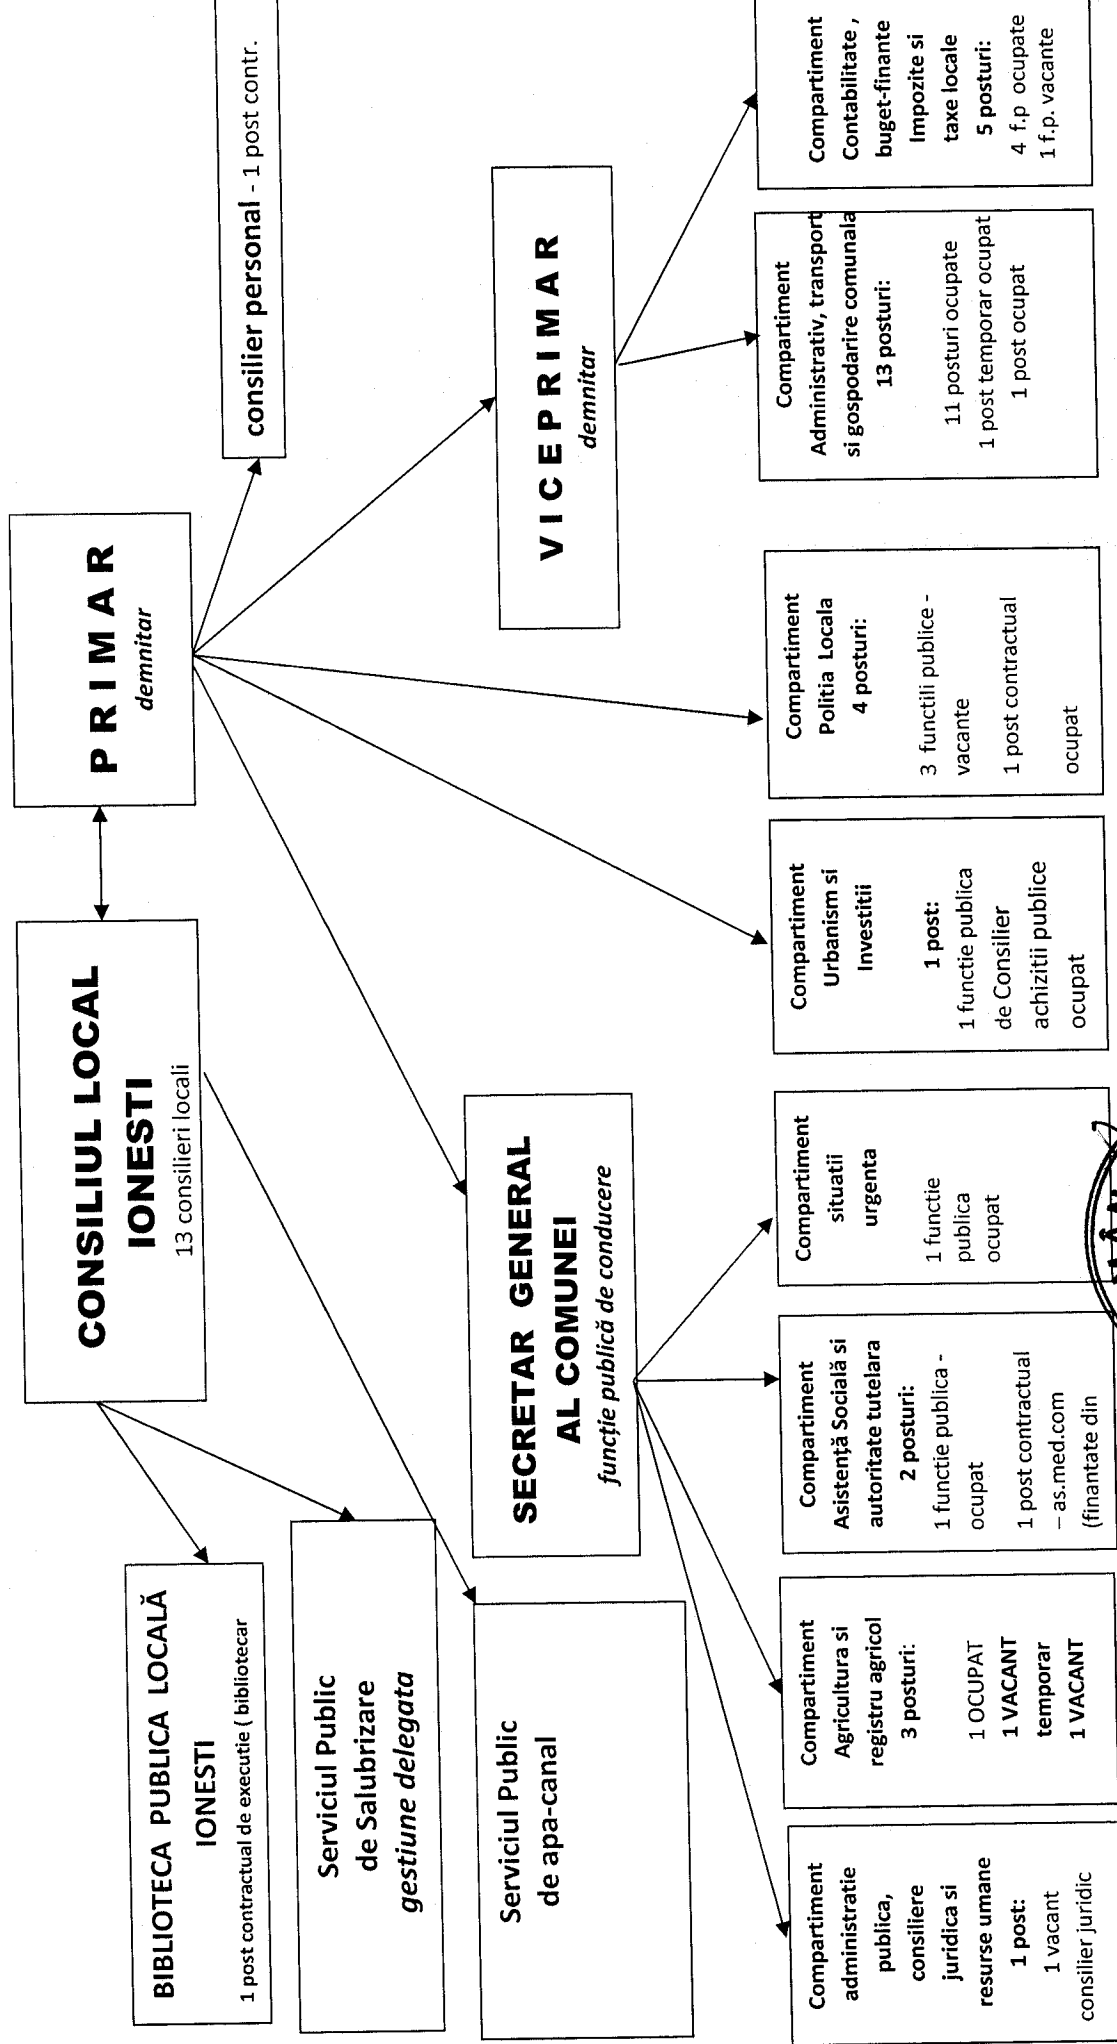 CONSILIUL LOCAL
IONESTI
13 consilieri locali
P R I M A R
demnitar
consilier personal - 1 post contr.
BIBLIOTECA PUBLICA LOCALĂ
IONESTI
1 post contractual de executie ( bibliotecar
Serviciul Public
de Salubrizare
gestiune delegata
Serviciul Public
de apa-canal
SECRETAR GENERAL
AL COMUNEI
funcție publică de conducere
V I C E P R I M A R
demnitar
Compartiment
administratie
publica,
consiliere
juridica si
resurse umane
1 post:
1 vacant
consilier juridic
Compartiment
Agricultura si
registru agricol
3 posturi:
1 OCUPAT
1 VACANT
temporar
1 VACANT
Compartiment
Asistență Socială si
autoritate tutelara
2 posturi:
1 functie publica -
ocupat
1 post contractual
– as.med.com
(finantate din
Compartiment
situatii
urgenta
1 functie
publica
ocupat
Compartiment
Urbanism si
Investitii
1 post:
1 functie publica
de Consilier
achizitii publice
ocupat
Compartiment
Politia Locala
4 posturi:
3 functili publice -
vacante
1 post contractual
ocupat
Compartiment
Administrativ, transport
si gospodarire comunala
13 posturi:
11 posturi ocupate
1 post temporar ocupat
1 post ocupat
Compartiment
Contabilitate ,
buget-finante
Impozite si
taxe locale
5 posturi:
4 f.p ocupate
1 f.p. vacante